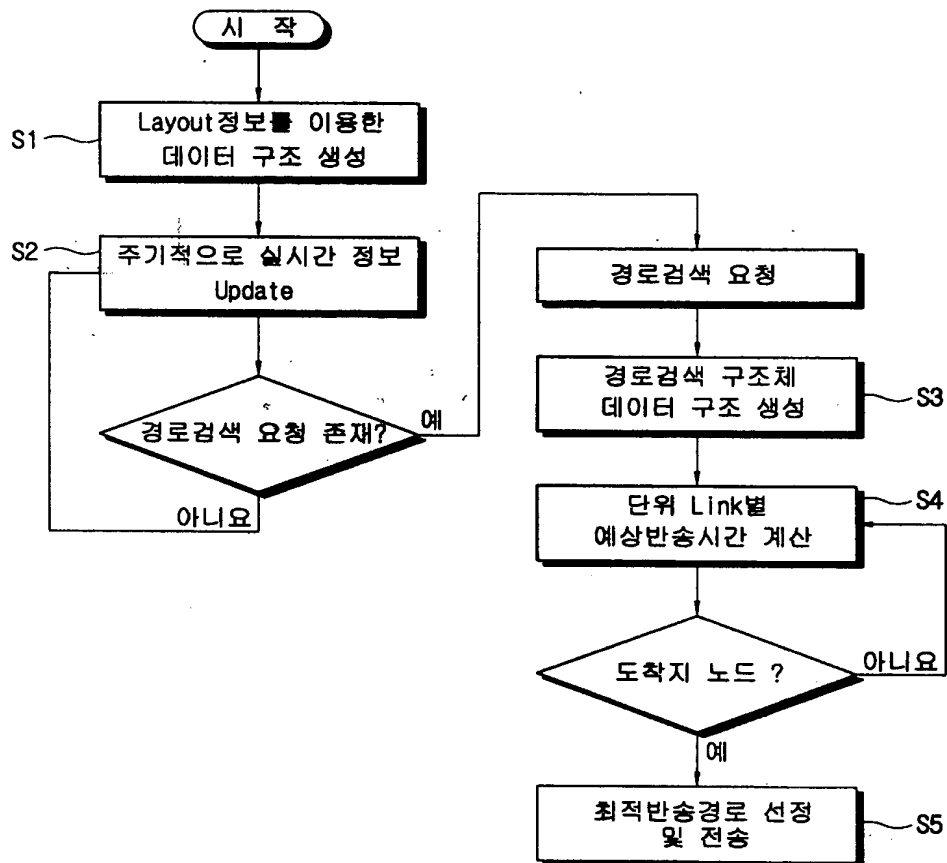 시 작
S1
Layout정보를 이용한
데이터 구조 생성
S2
주기적으로 실시간 정보
Update
경로검색 요청 존재?
예
아니요
경로검색 요청
경로검색 구조체
데이터 구조 생성
S3
단위 Link별
예상반송시간 계산
S4
도착지 노드 ?
아니요
예
최적반송경로 선정
및 전송
S5